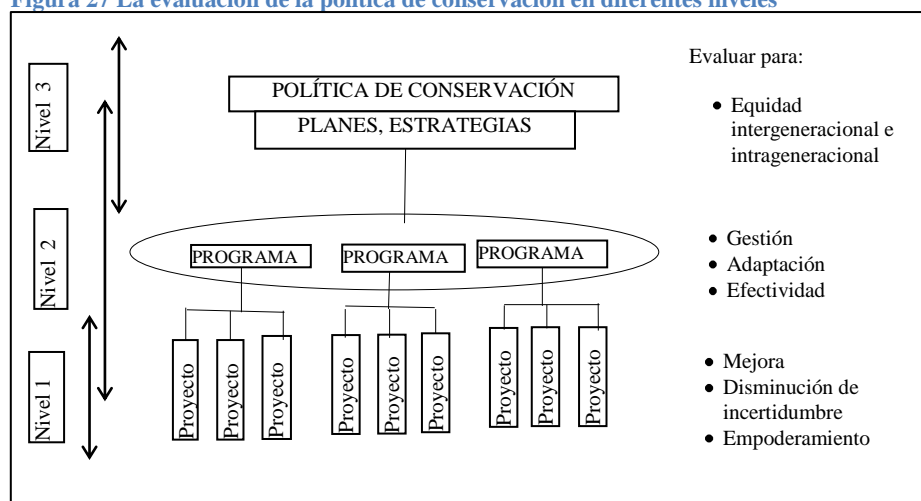 Figura 27 La evaluación de la política de conservación en diferentes niveles
Evaluar para:
Nivel 3
POLÍTICA DE CONSERVACIÓN
PLANES, ESTRATEGIAS
• Equidad
intergeneracional e
intrageneracional
Nivel 2
PROGRAMA
PROGRAMA
PROGRAMA
• Gestión
• Adaptación
• Efectividad
Nivel 1
Proyecto
Proyecto
Proyecto
Proyecto
Proyecto
Proyecto
Proyecto
Proyecto
Proyecto
• Mejora
• Disminución de
incertidumbre
• Empoderamiento